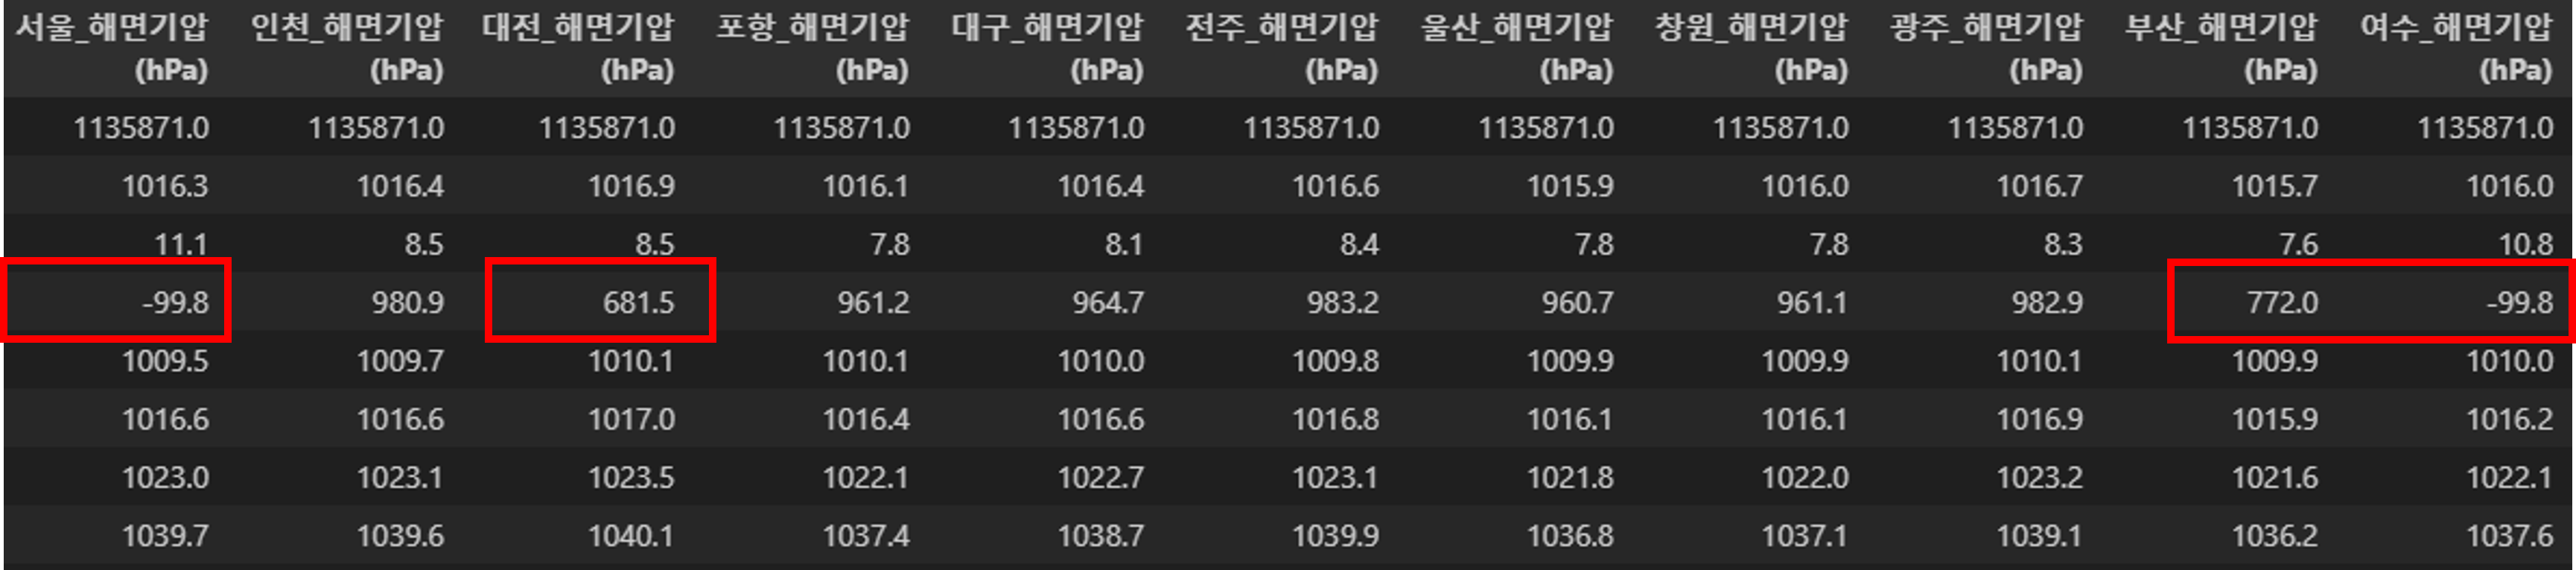 서울_해면기압 인천_해면기압 대전_해면기압 포항_해면기압 대구_해면기압 전주_해면기압 울산_해면기압 창원_해면기압 광주_해면기압 부산_해면기압 여수_해면기압
(hPa) (hPa) (hPa) (hPa) (hPa) (hPa) (hPa) (hPa) (hPa) (hPa) (hPa)
1135871.0 1135871.0 1135871.0 1135871.0 1135871.0 1135871.0 1135871.0 1135871.0 1135871.0 1135871.0 1135871.0
1016.3 1016.4 1016.9 1016.1 1016.4 1016.6 1015.9 1016.0 1016.7 1015.7 1016.0
11.1 8.5 8.5 7.8 8.1 8.4 7.8 7.8 8.3 7.6 10.8
-99.8 980.9 681.5 961.2 964.7 983.2 960.7 961.1 982.9 772.0 -99.8
1009.5 1009.7 1010.1 1010.1 1010.0 1009.8 1009.9 1009.9 1010.1 1009.9 1010.0
1016.6 1016.6 1017.0 1016.4 1016.6 1016.8 1016.1 1016.1 1016.9 1015.9 1016.2
1023.0 1023.1 1023.5 1022.1 1022.7 1023.1 1021.8 1022.0 1023.2 1021.6 1022.1
1039.7 1039.6 1040.1 1037.4 1038.7 1039.9 1036.8 1037.1 1039.1 1036.2 1037.6